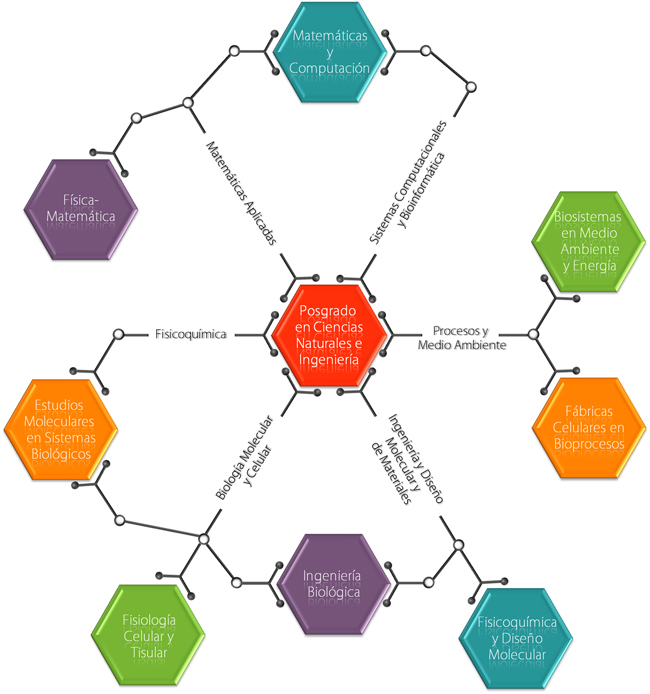 Matemáticas
y
Computación
Matemáticas Aplicadas
Sistemas Computacionales
y Bioinformática
Física-
Matemática
Biosistemas
en Medio
Ambiente
y Energía
Posgrado
en Ciencias
Naturales e
Ingeniería
Fisicoquímica
Procesos y
Medio Ambiente
Estudios
Moleculares
en Sistemas
Biológicos
Fábricas
Celulares en
Bioprocesos
Biología Molecular
y Celular
Ingeniería y Diseño
Molecular y
de Materiales
Ingeniería
Biológica
Fisiología
Celular y
Tisular
Fisicoquímica
y Diseño
Molecular